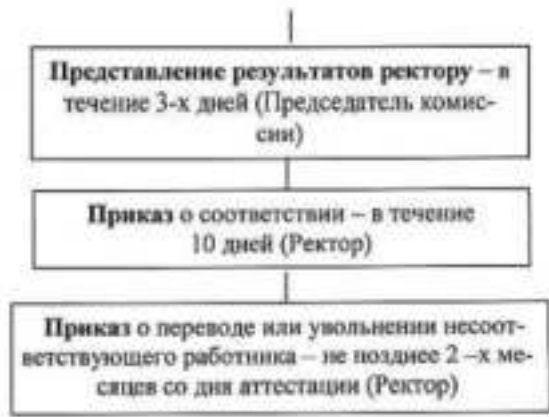 Представление результатов ректору – в
течение 3-х дней (Председатель комис-
сии)
Приказ о соответствии – в течение
10 дней (Ректор)
Приказ о переводе или увольнении несоот-
ветствующего работника – не позднее 2 –х ме-
сяцев со дня аттестации (Ректор)